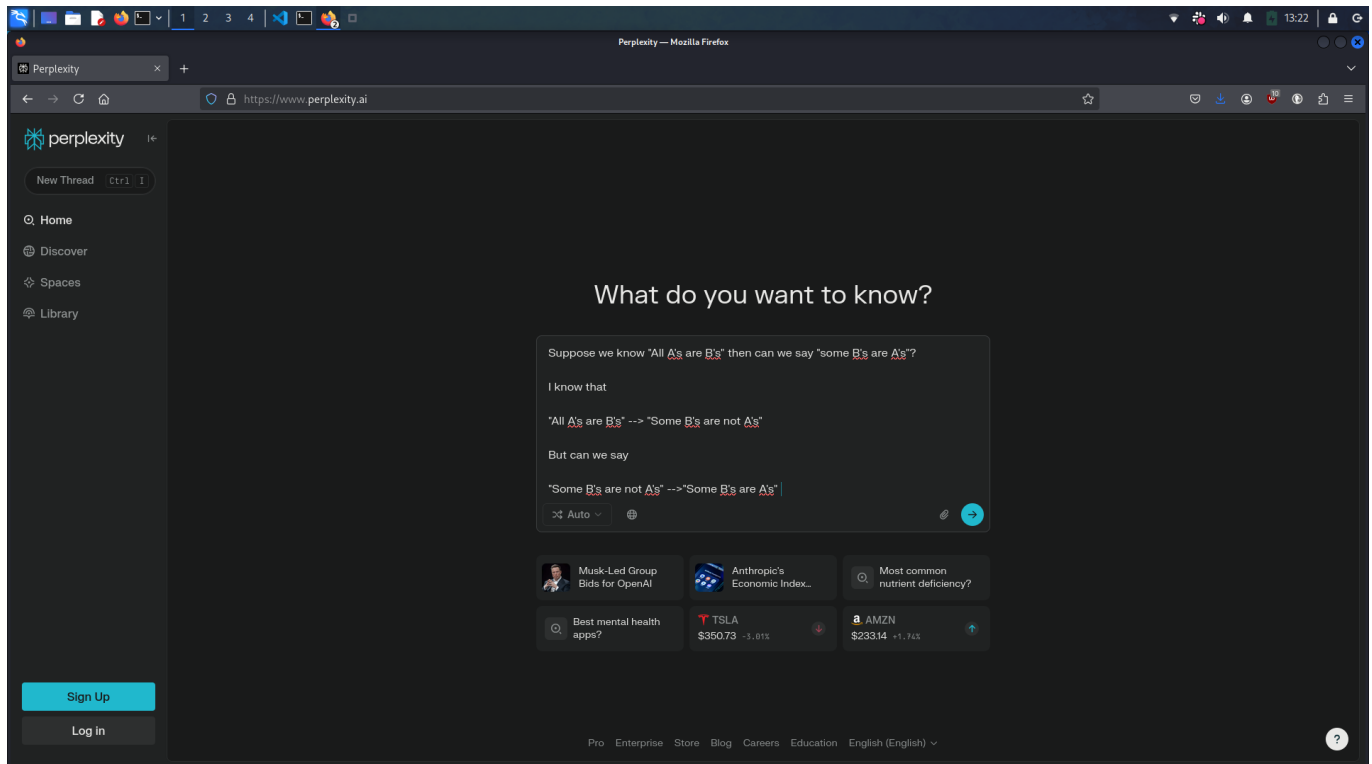 1 2 3 4
13:22
Perplexity — Mozilla Firefox
Perplexity
https://www.perplexity.ai
10
perplexity
New Thread Ctrl I
Home
Discover
Spaces
Library
What do you want to know?
Suppose we know "All A's are B's" then can we say "some B's are A's"?
I know that
"All A's are B's" --> "Some B's are not A's"
But can we say
"Some B's are not A's" -->"Some B's are A's"
Auto
Musk-Led Group
Bids for OpenAI
Anthropic's
Economic Index...
Most common
nutrient deficiency?
Best mental health
apps?
TSLA
$350.73 -3.01%
AMZN
$233.14 +1.74%
Sign Up
Log in
Pro Enterprise Store Blog Careers Education English (English)
?